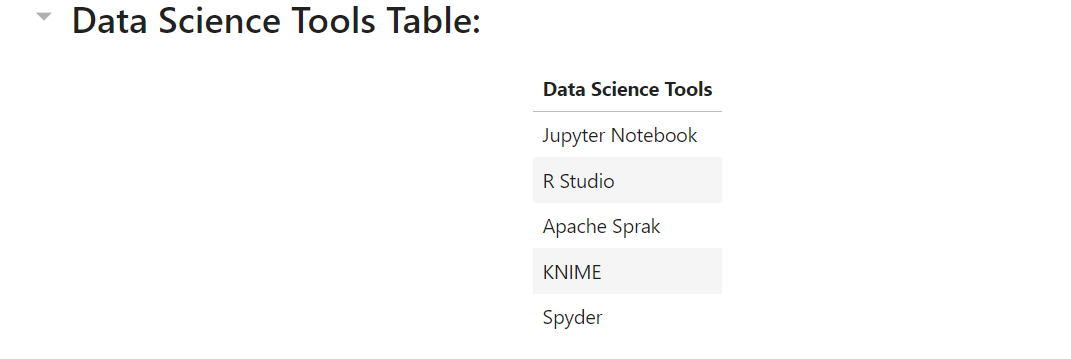 Data Science Tools Table:
Data Science Tools
Jupyter Notebook
R Studio
Apache Sprak
KNIME
Spyder